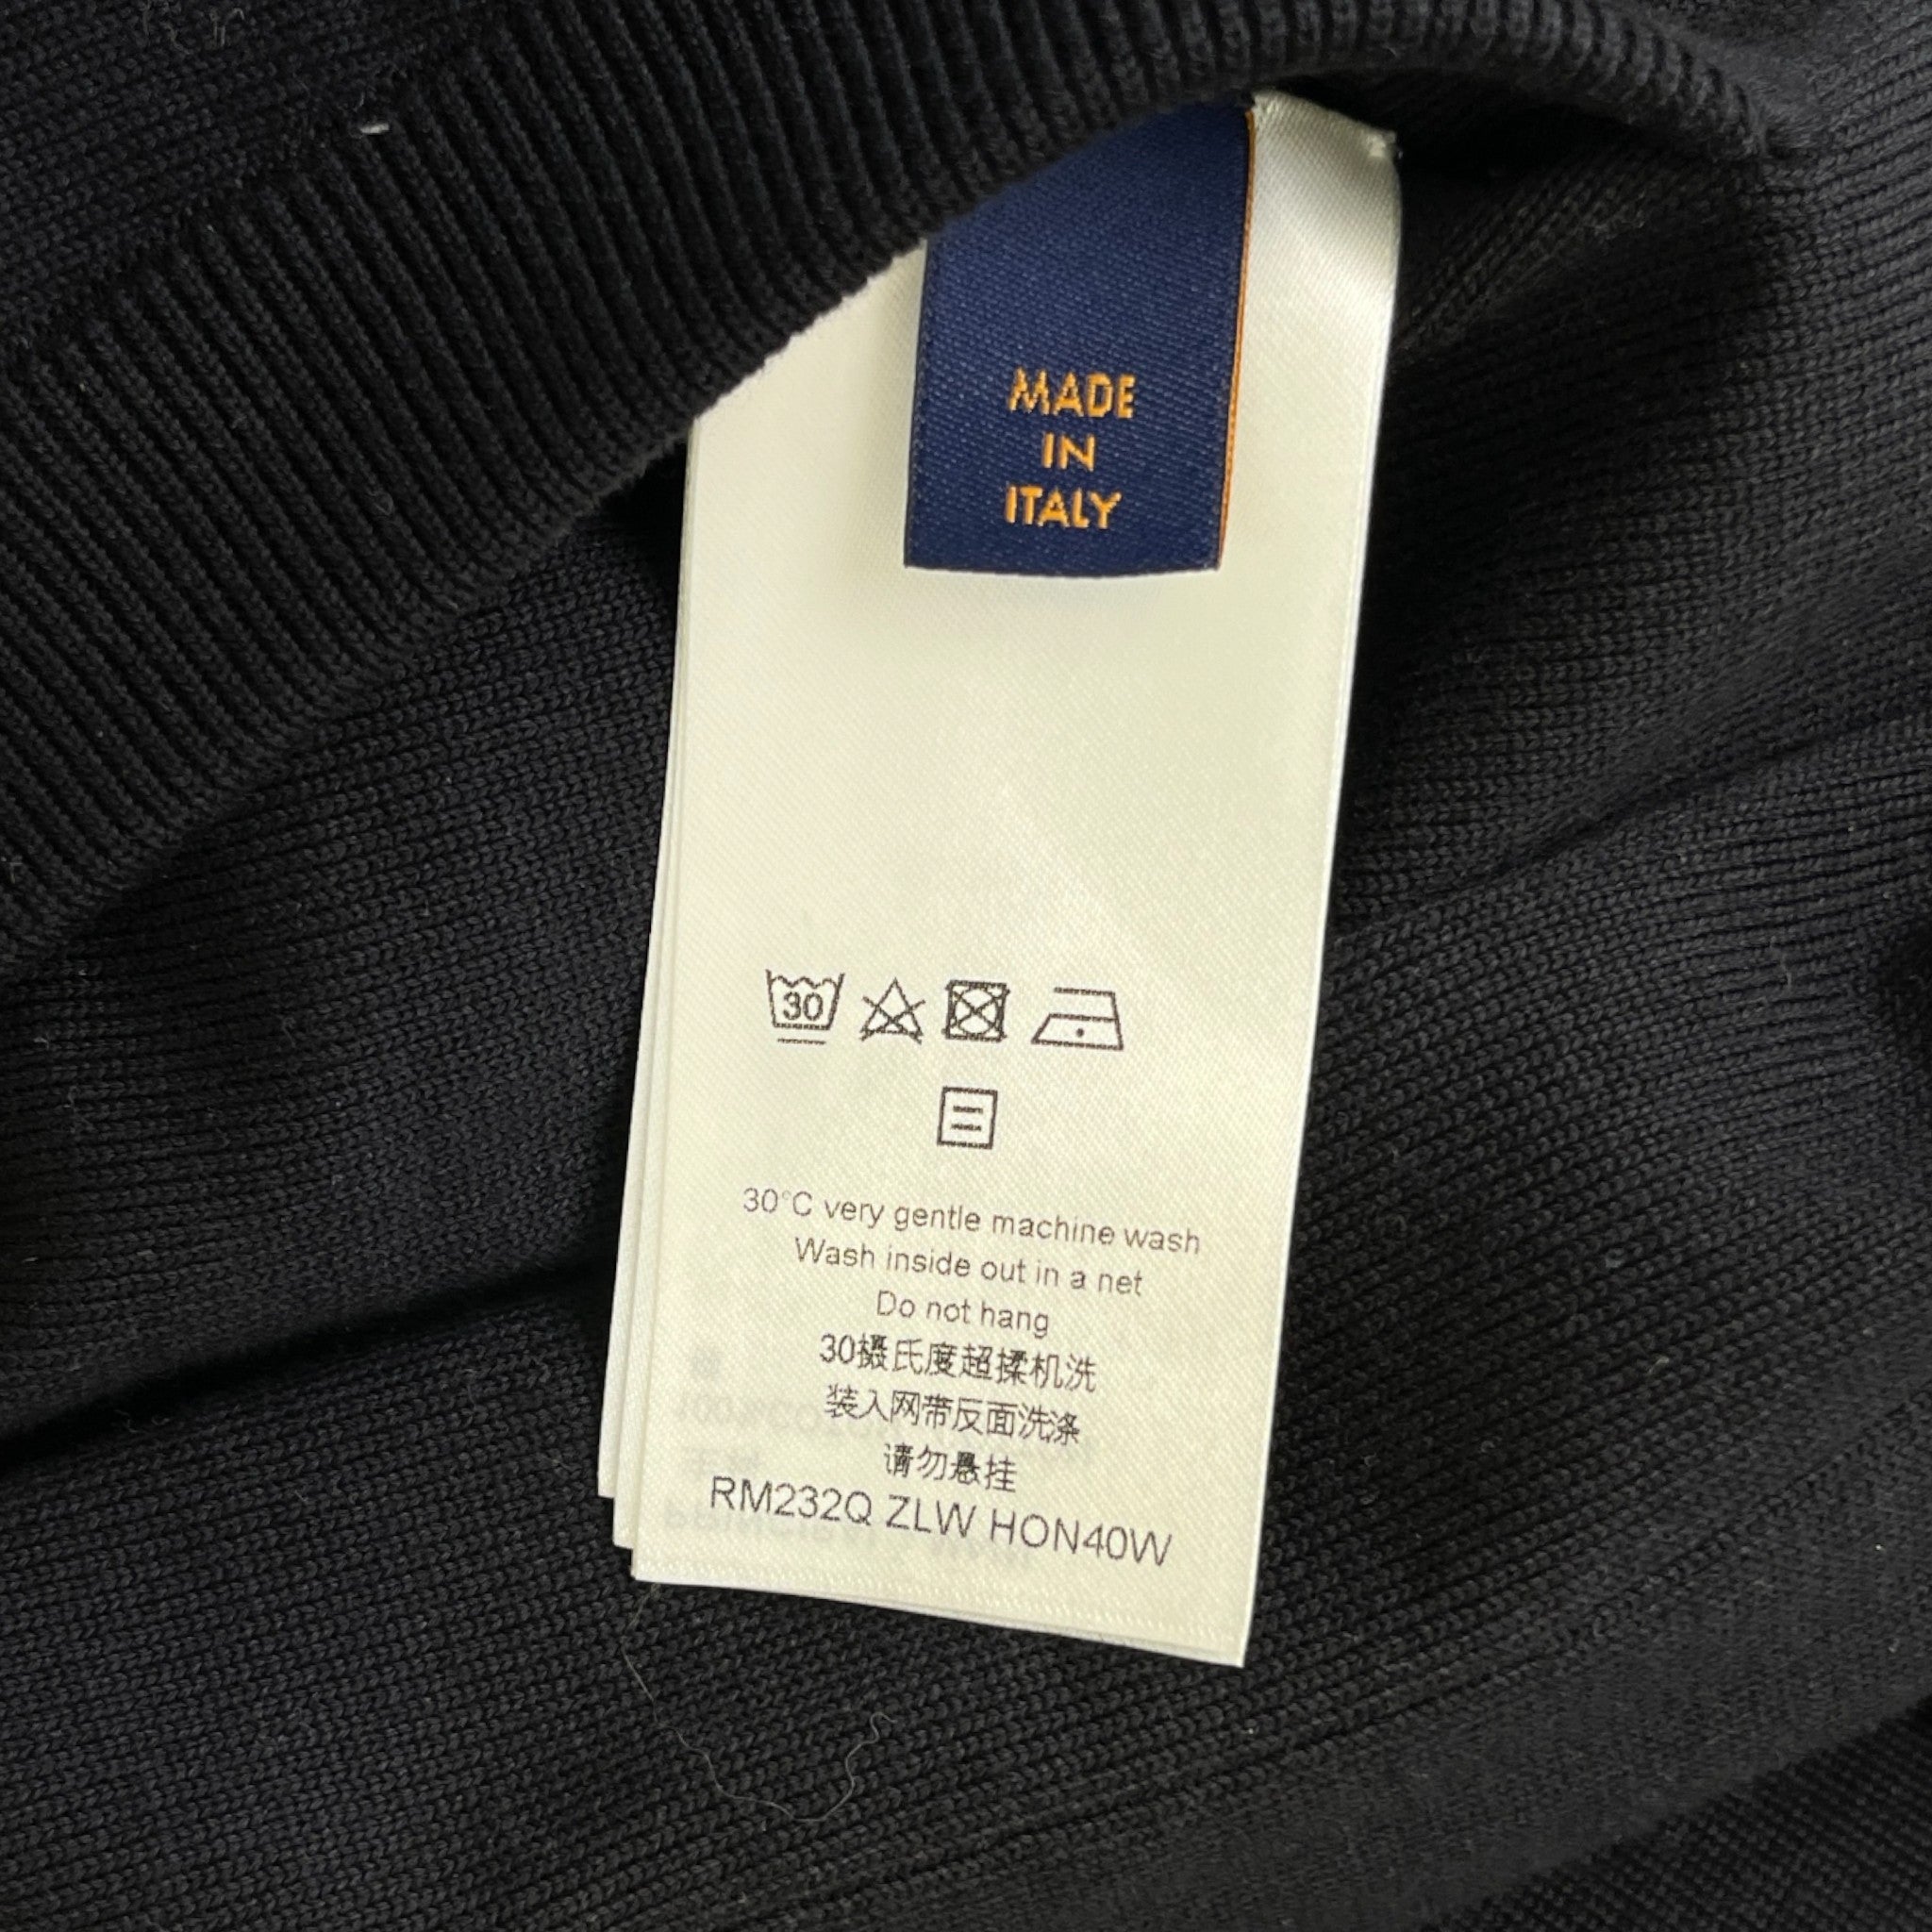 MADE
IN
ITALY
30
30°C very gentle machine wash
Wash inside out in a net
Do not hang
30摄氏度超揉机洗
装入网带反面洗涤
请勿悬挂
RM232Q ZLW HON40W